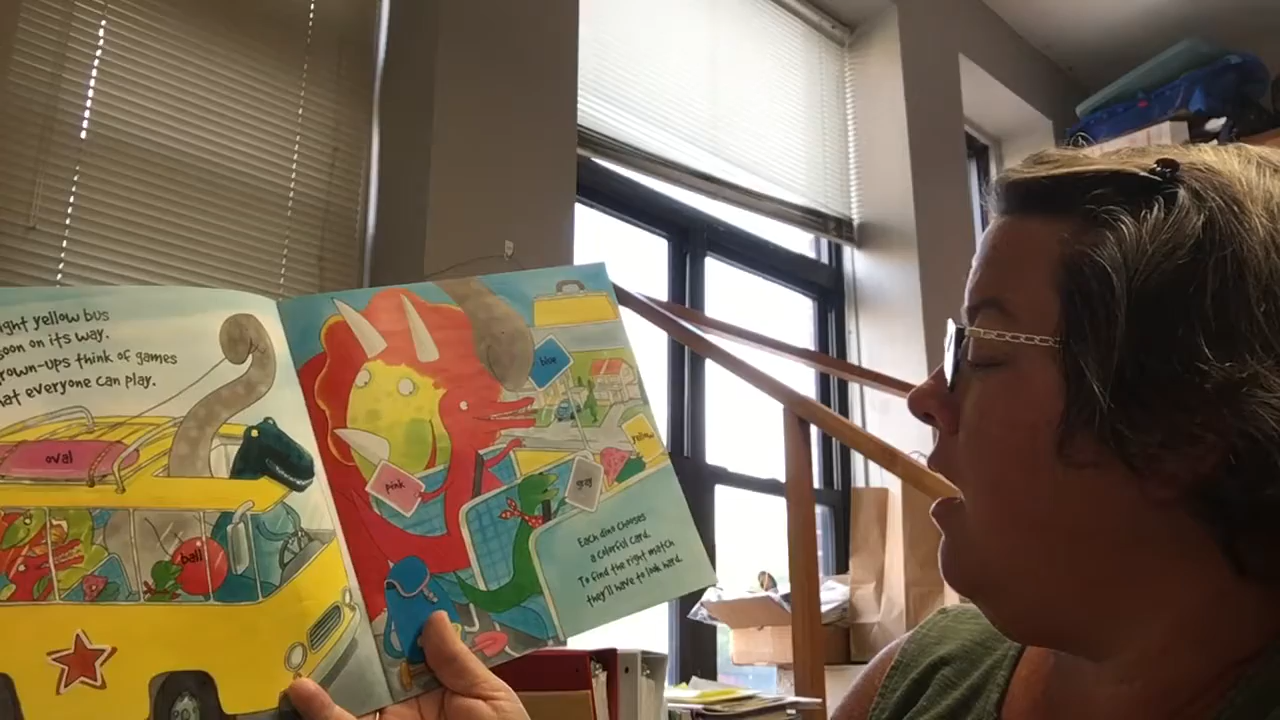 ght yellow bus
soon on its way.
rown-ups think of games
hat everyone can play.
oval
ball
blue
yellow
pink
gray
Each dino chooses
a colorful card.
To find the right match
they'll have to look hard.